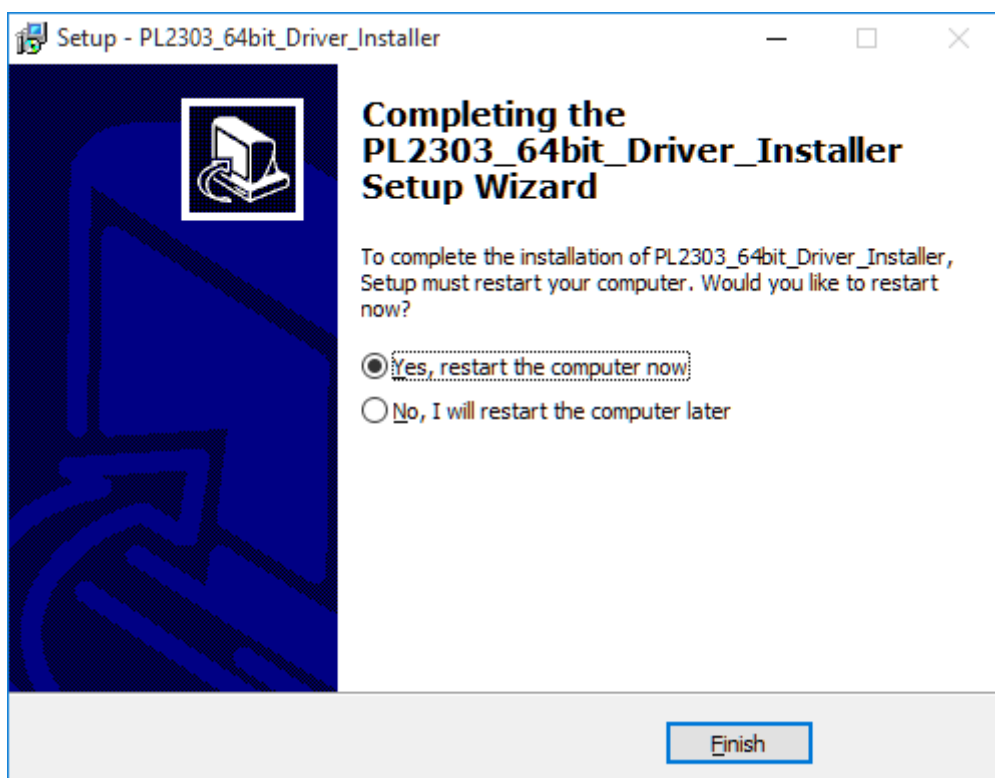 Setup - PL2303_64bit_Driver_Installer
Completing the
PL2303_64bit_Driver_Installer
Setup Wizard
To complete the installation of PL2303_64bit_Driver_Installer,
Setup must restart your computer. Would you like to restart
now?
Yes, restart the computer now
No, I will restart the computer later
Finish